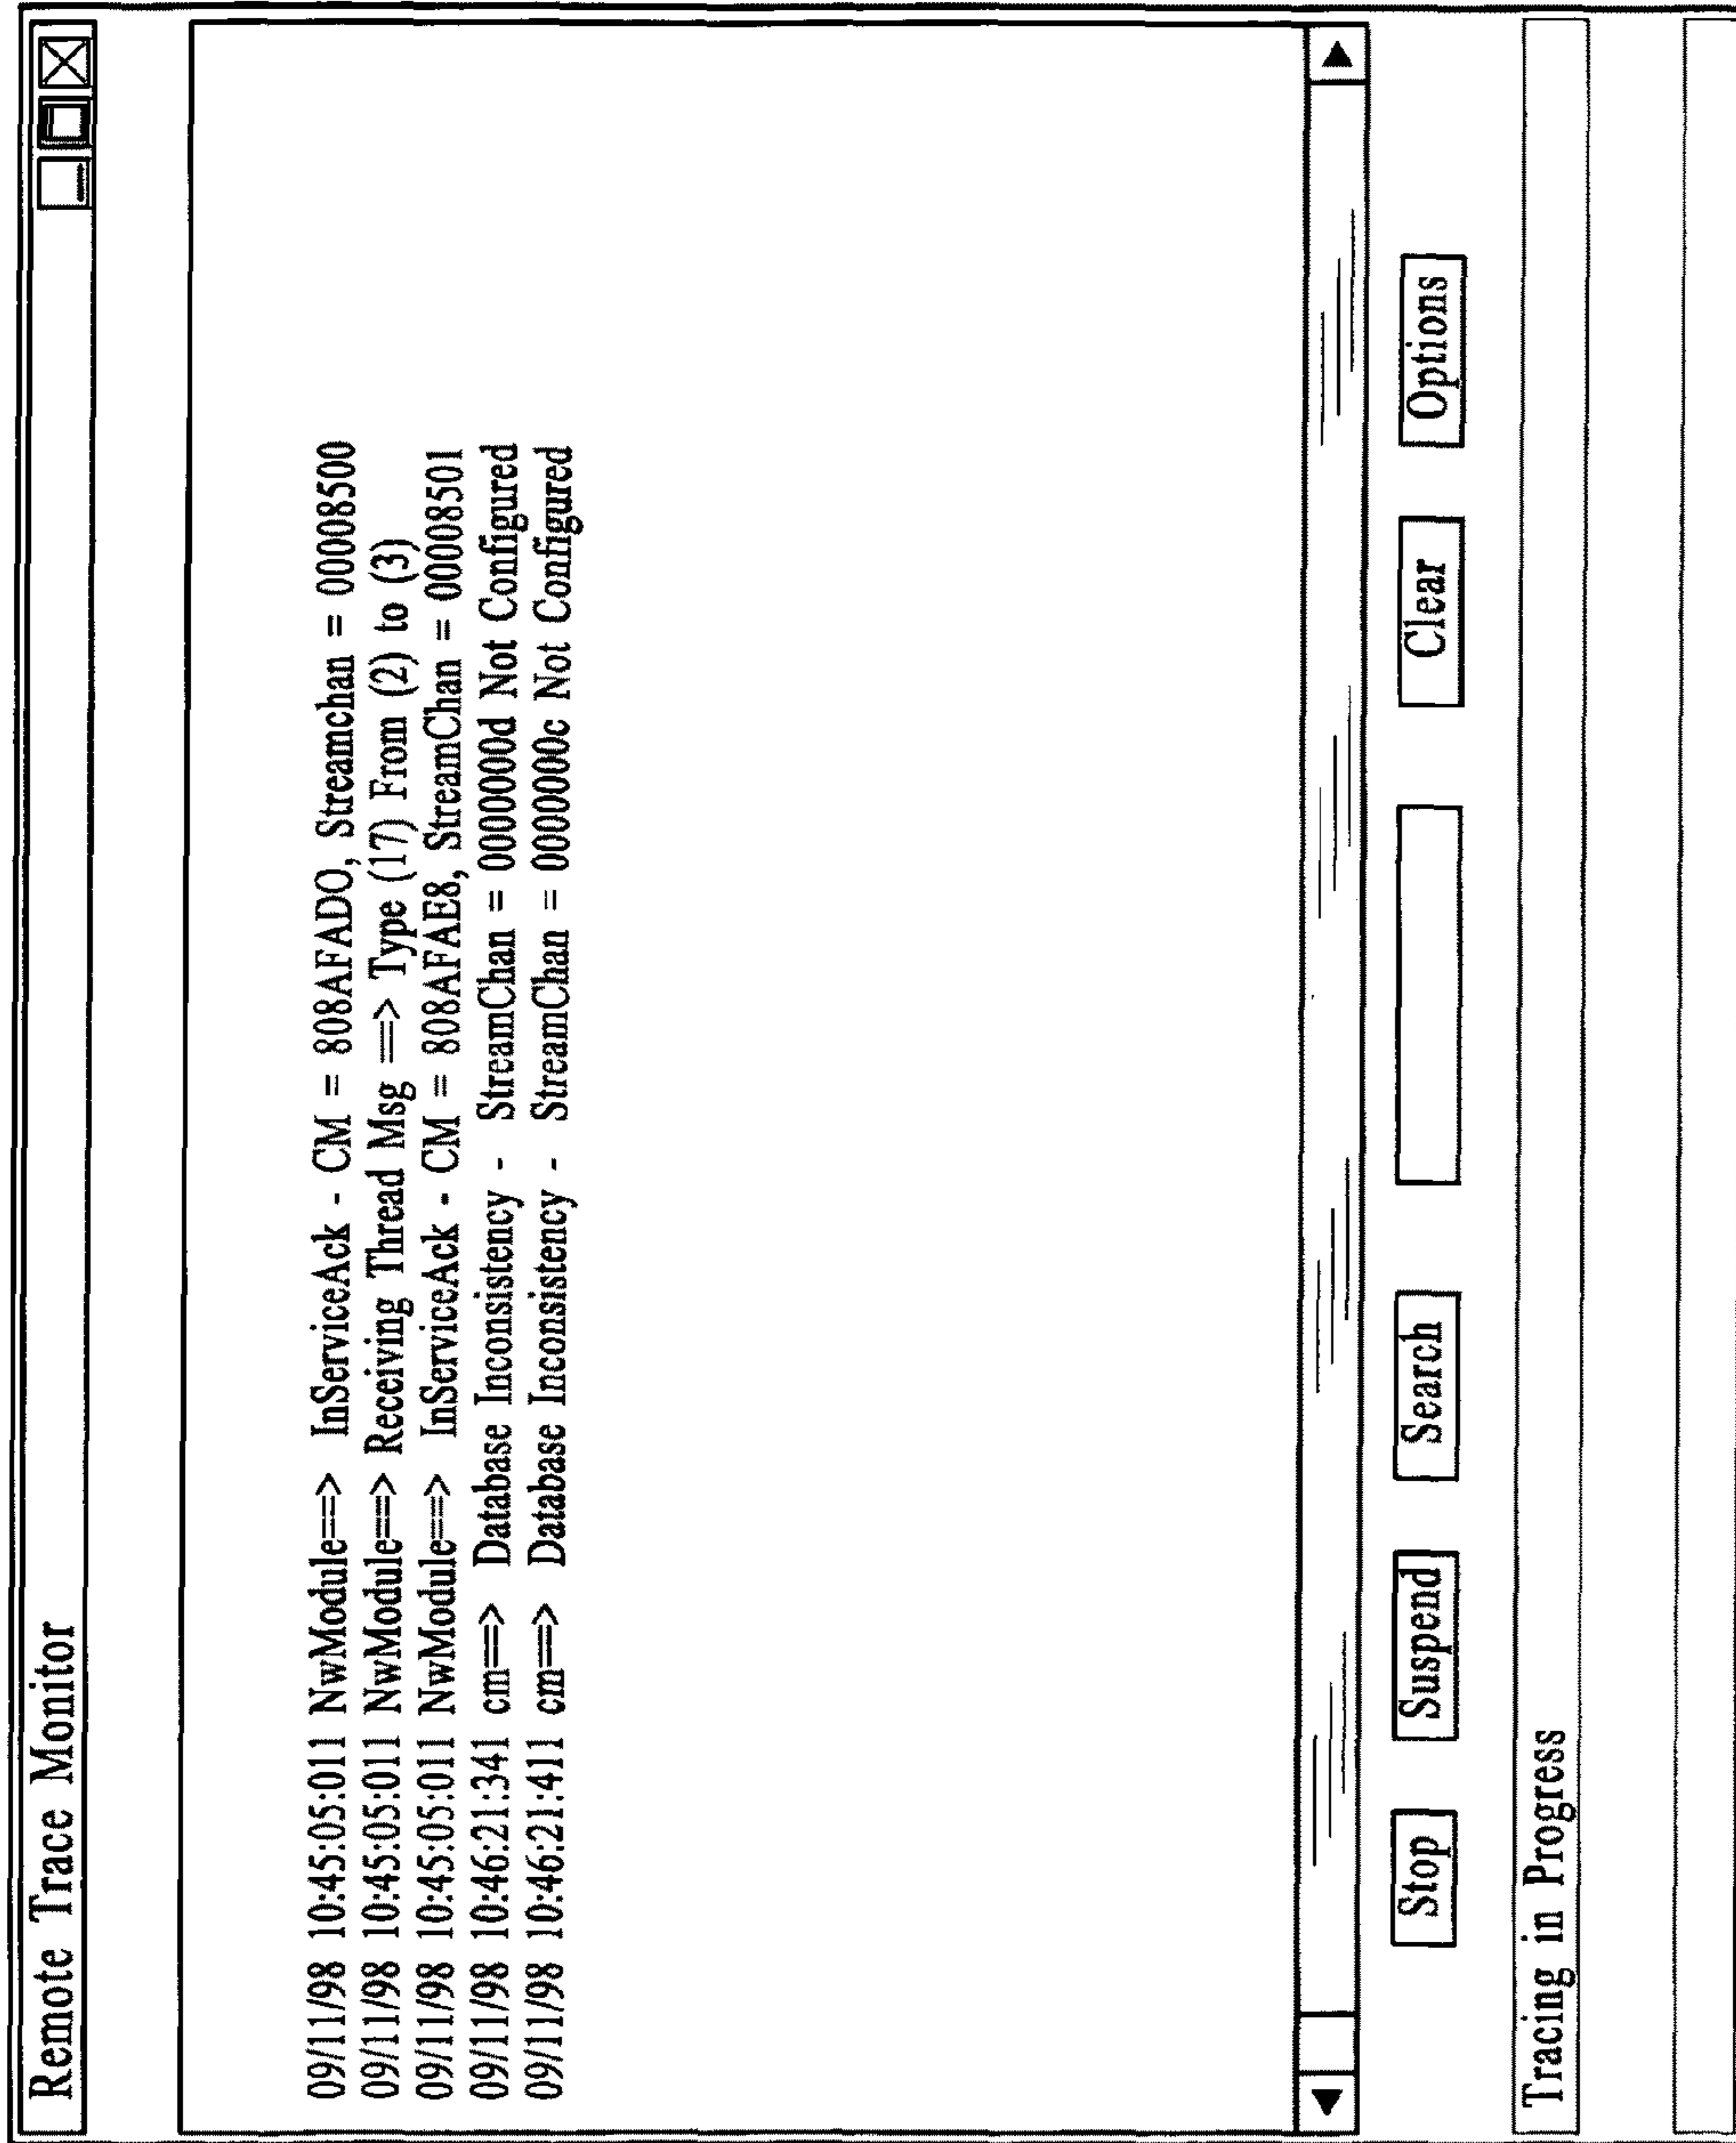 Remote Trace Monitor
09/11/98 10:45:05:011 NwModule==> InServiceAck - CM = 808AFADO, Streamchan = 00008500
09/11/98 10:45:05:011 NwModule==> Receiving Thread Msg ==> Type (17) From (2) to (3)
09/11/98 10:45:05:011 NwModule==> InServiceAck - CM = 808AFAE8, StreamChan = 00008501
09/11/98 10:46:21:341 cm==> Database Inconsistency - StreamChan = 0000000d Not Configured
09/11/98 10:46:21:411 cm==> Database Inconsistency - StreamChan = 000000c Not Configured
Stop Suspend Search Clear Options
Tracing in Progress